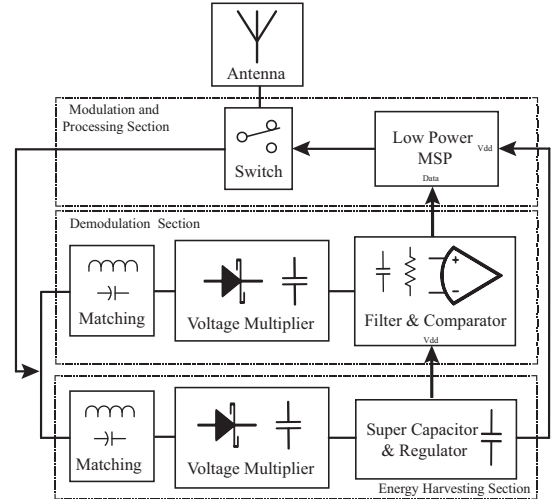 Antenna
Modulation and
Processing Section
Switch
Low Power
MSP
Vdd
Data
Demodulation Section
Matching
Voltage Multiplier
+
−
Filter & Comparator
Vdd
Matching
Voltage Multiplier
Super Capacitor
& Regulator
Energy Harvesting Section